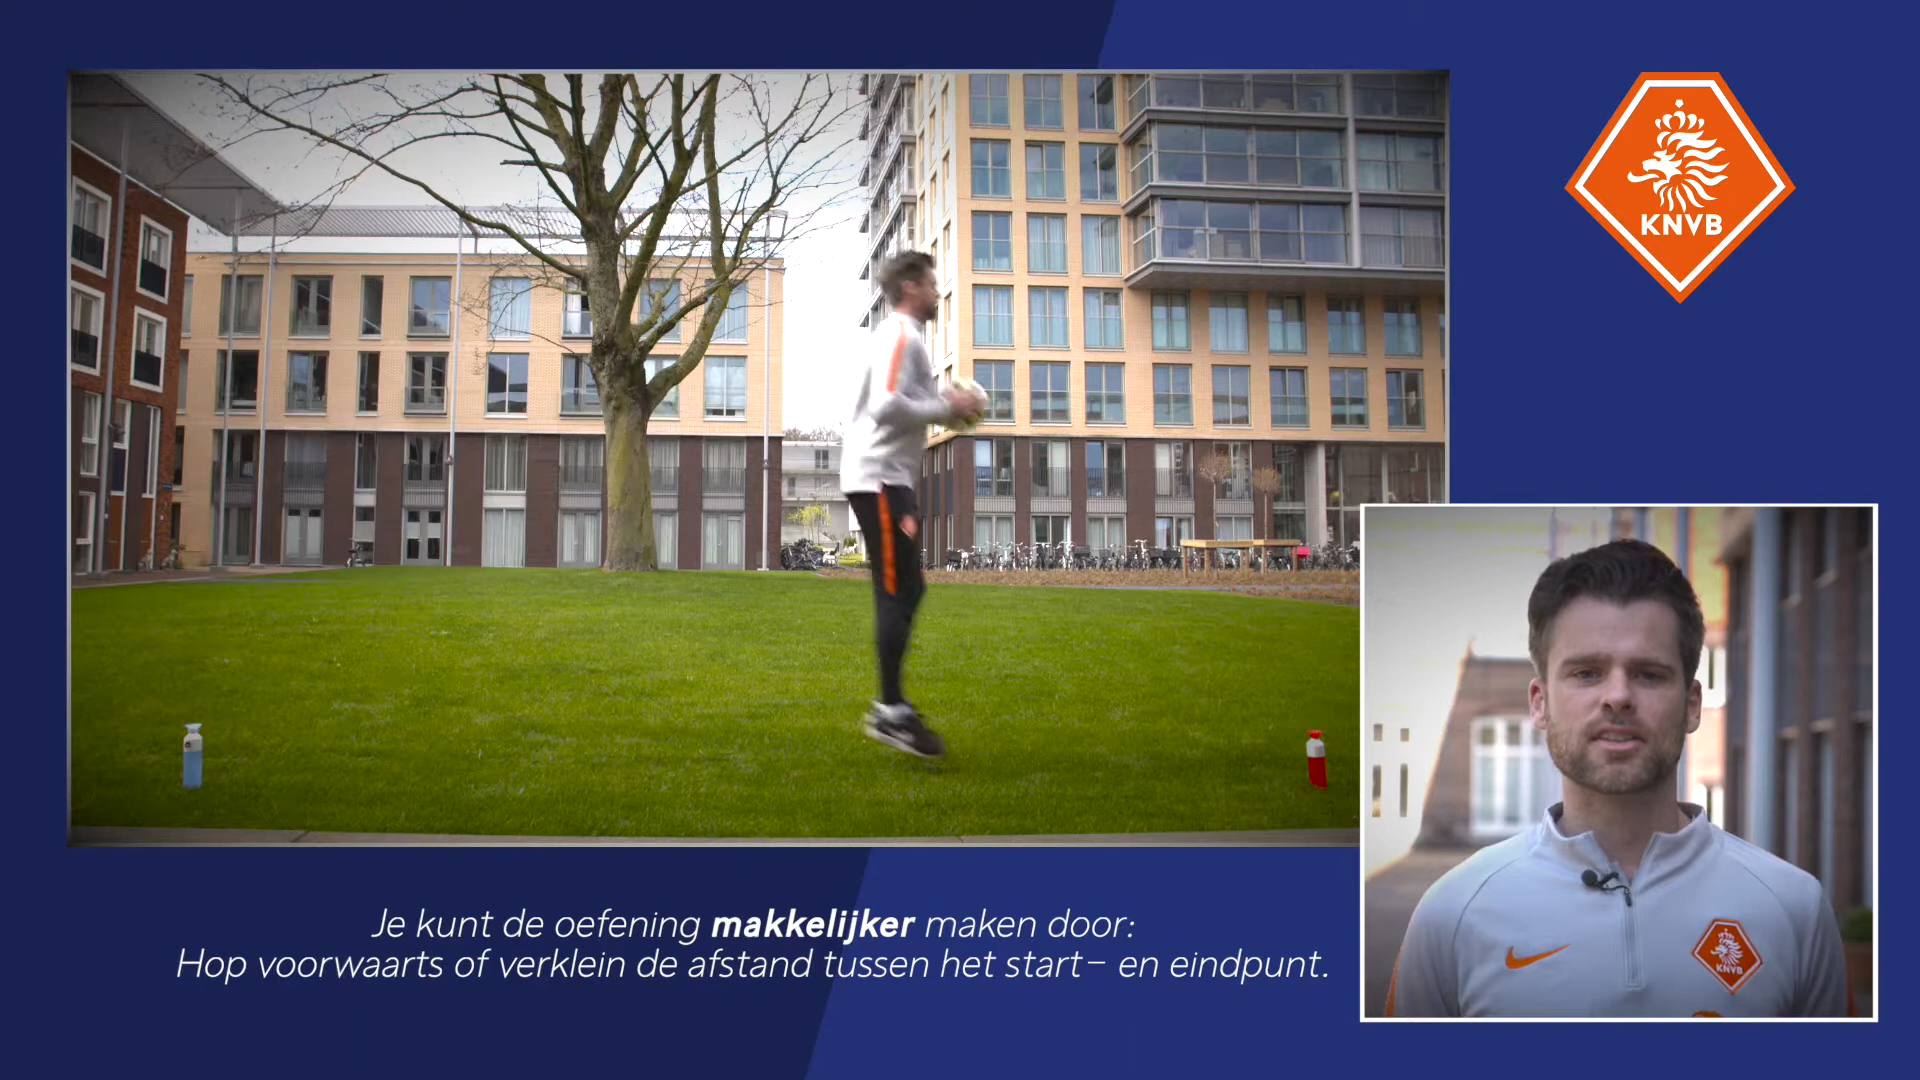 KNVB
Je kunt de oefening makkelijker maken door:
Hop voorwaarts of verklein de afstand tussen het start– en eindpunt.
KNVB